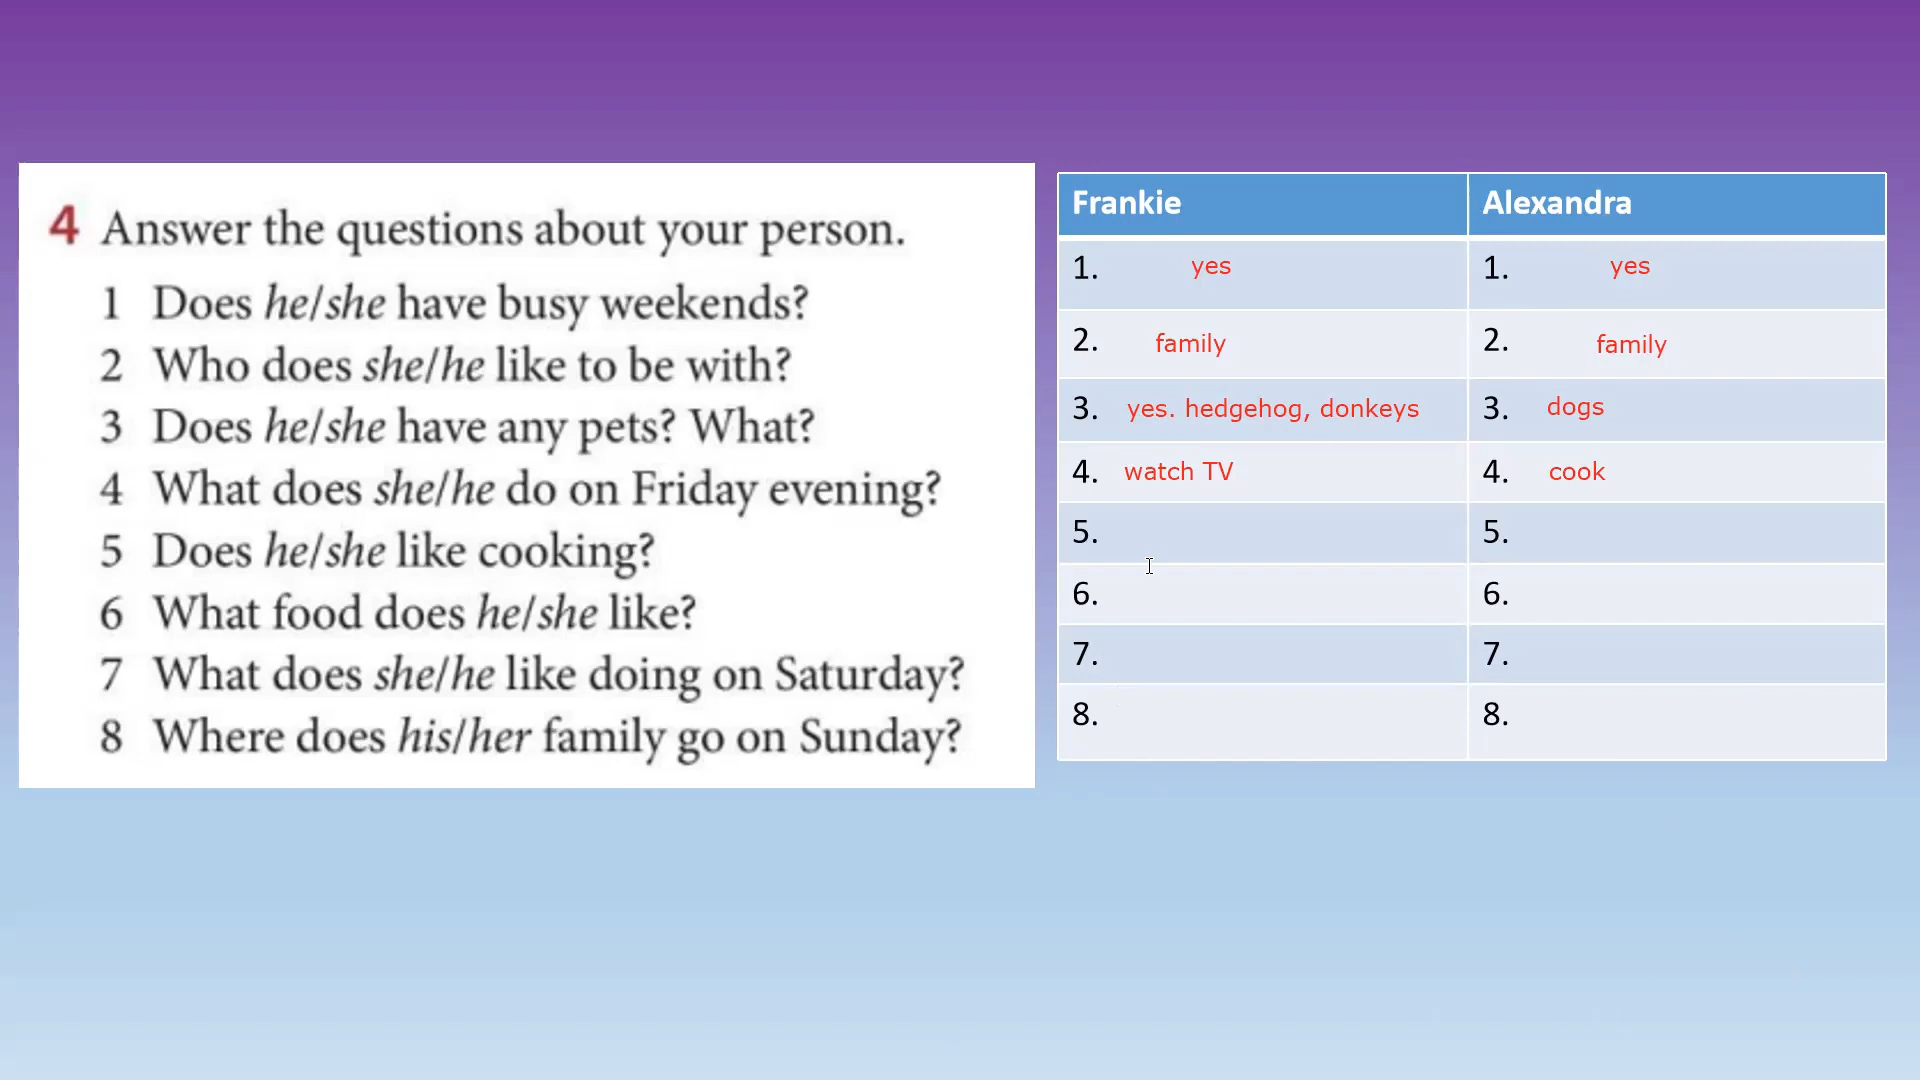 4 Answer the questions about your person.
1 Does he/she have busy weekends?
2 Who does she/he like to be with?
3 Does he/she have any pets? What?
4 What does she/he do on Friday evening?
5 Does he/she like cooking?
6 What food does he/she like?
7 What does she/he like doing on Saturday?
8 Where does his/her family go on Sunday?
Frankie Alexandra
1. yes 1. yes
2. family 2. family
3. yes. hedgehog, donkeys 3. dogs
4. watch TV 4. cook
5. 5.
6. 6.
7. 7.
8. 8.